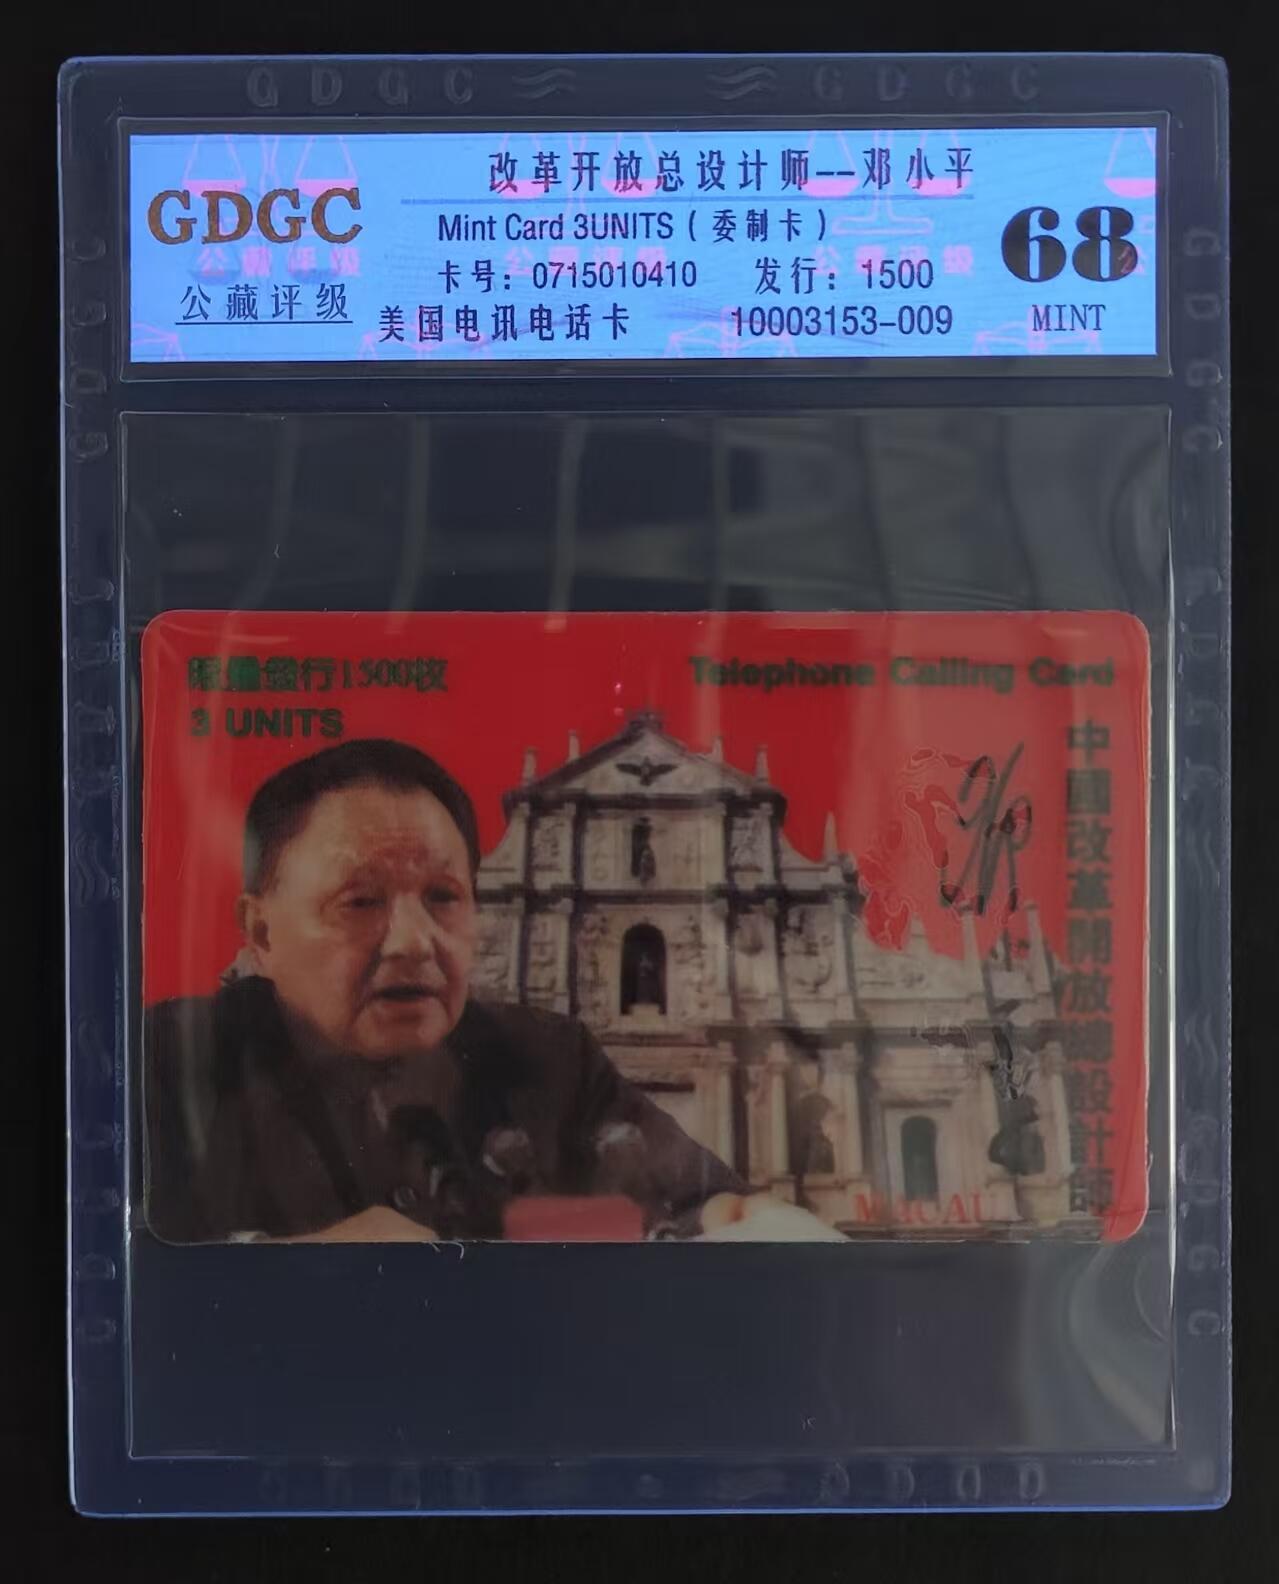 GDGC GDGC
GDGC
公藏评级
改革开放总设计师--邓小平
Mint Card 3UNITS（委制卡）
卡号：0715010410 发行：1500
美国电讯电话卡 10003153-009
68
MINT
限量發行1500枚
3 UNITS
Telephone Calling Card
中國改革開放總設計師
MACAU